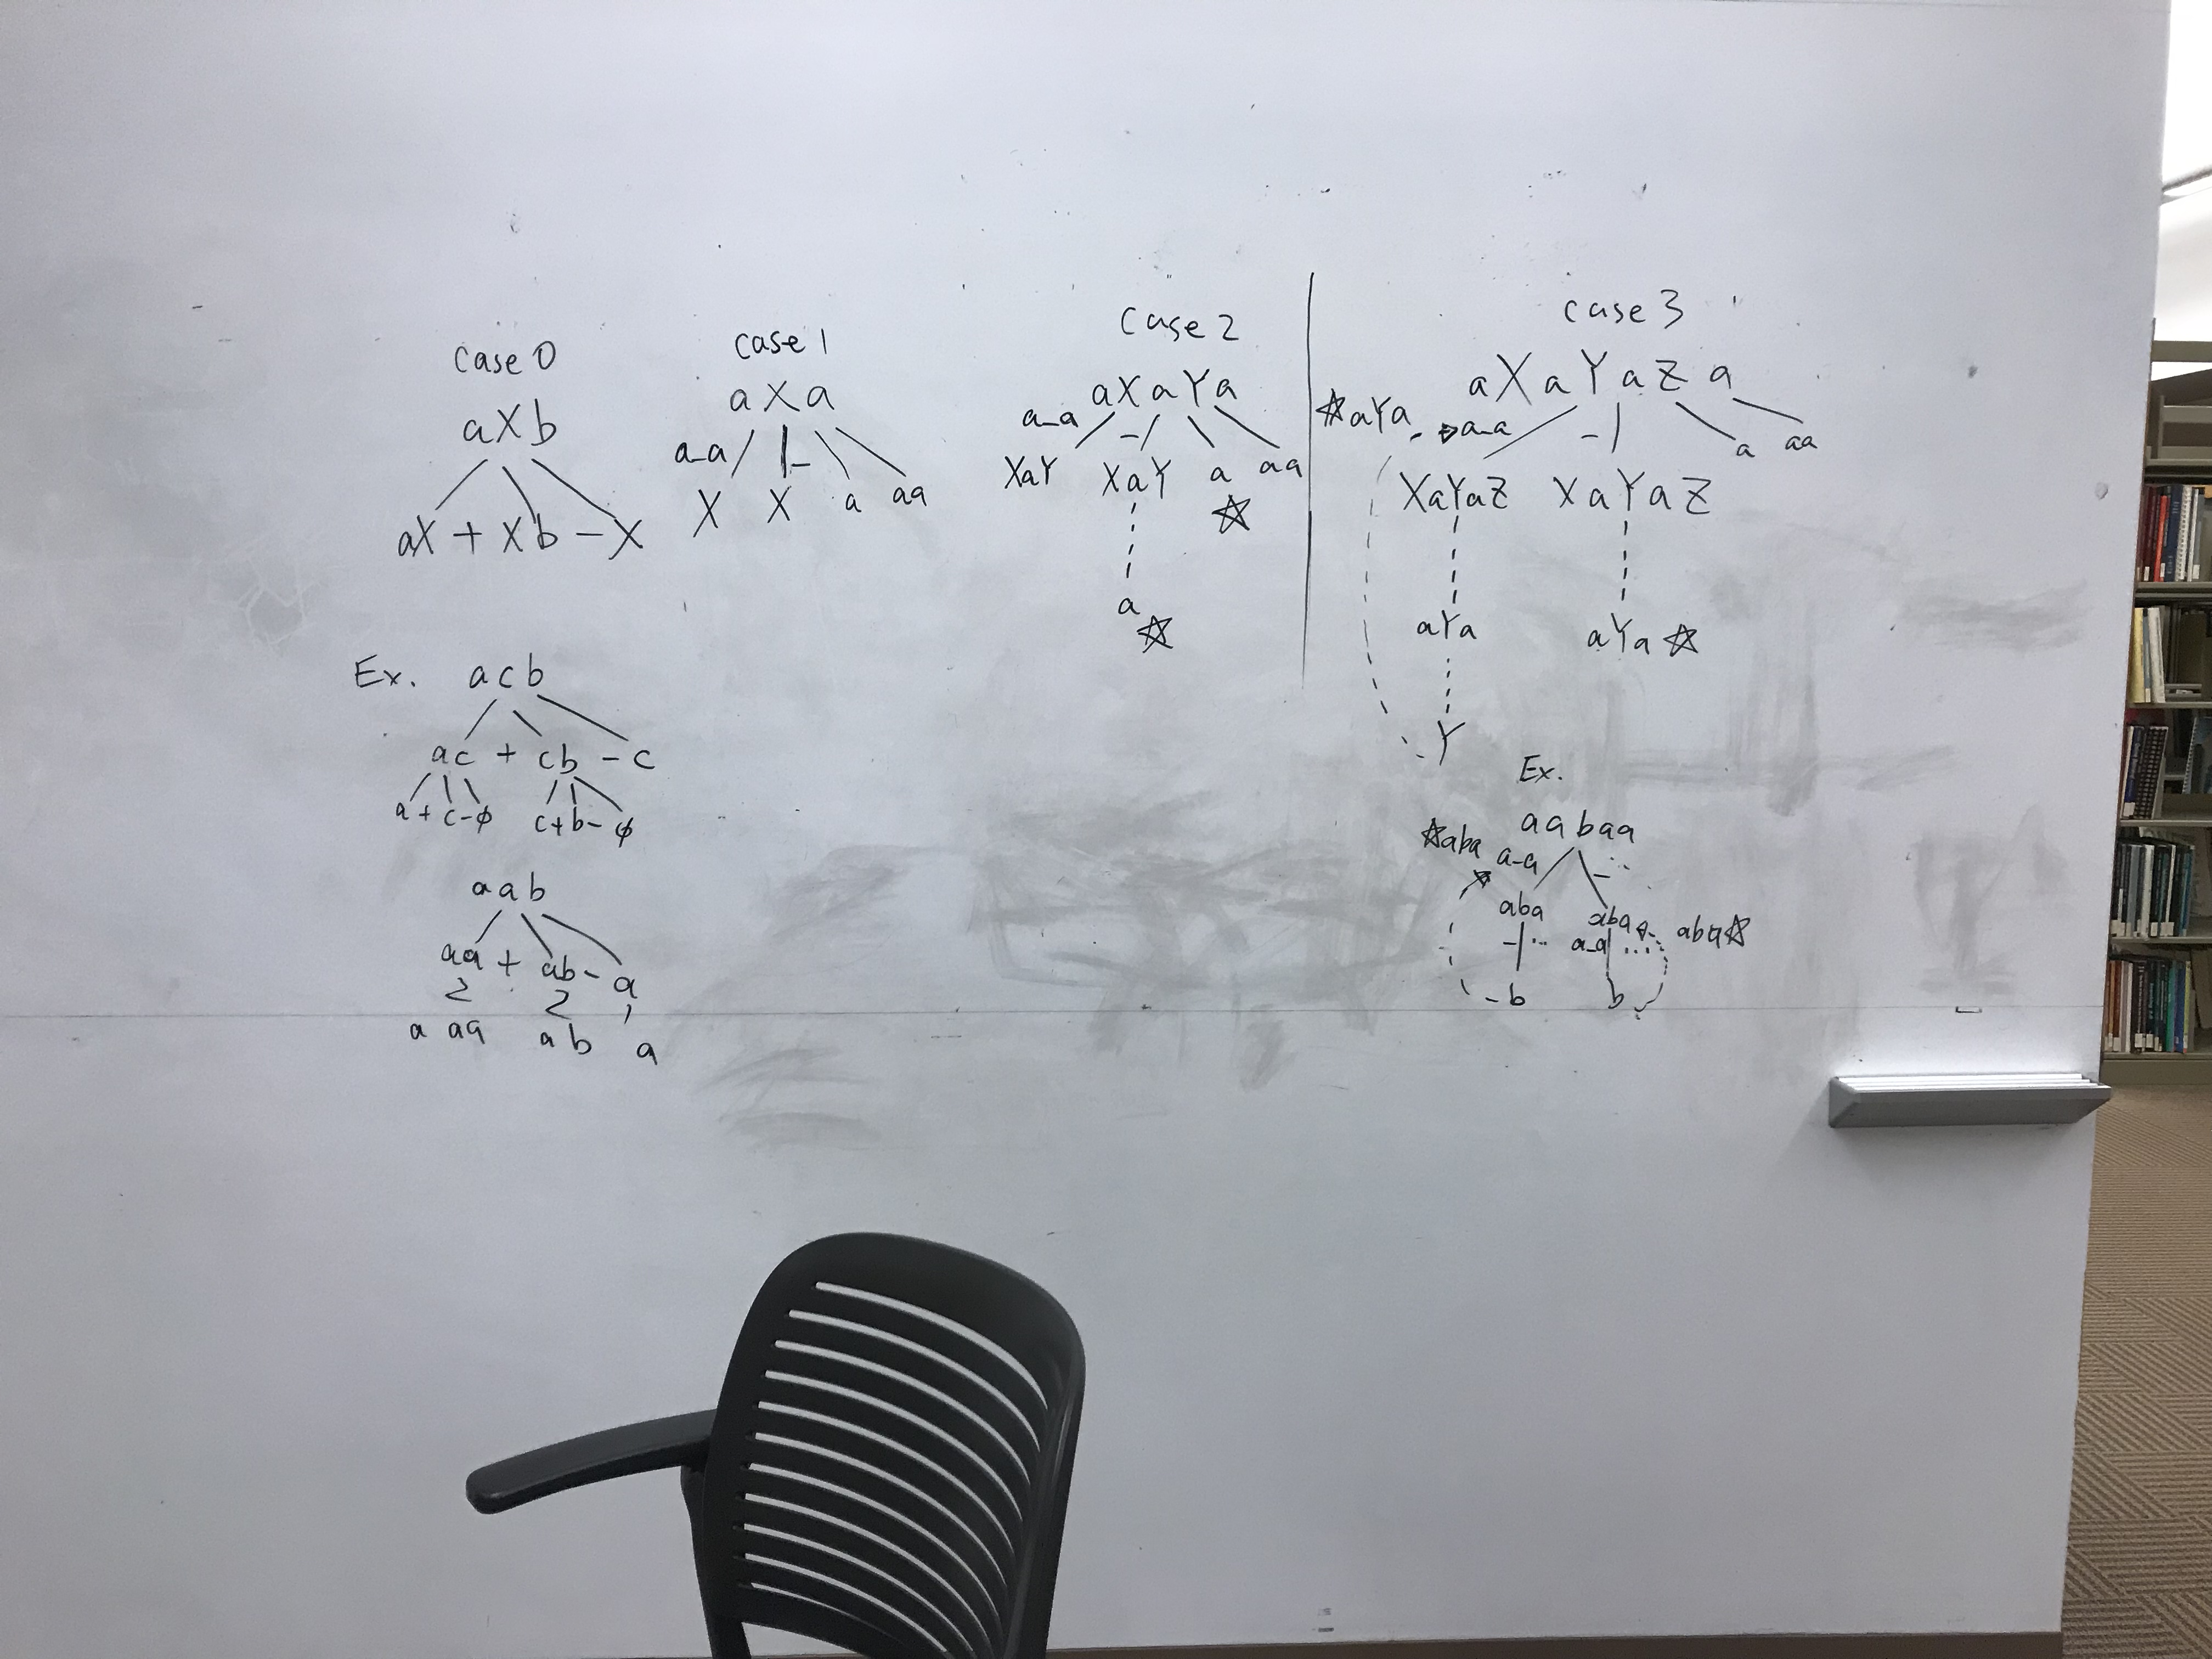 case 0
aXb
aX + Xb - X
Ex. acb
ac + cb - c
a + c - ϕ c + b - ϕ
aab
aa + ab - a
a aa a b a
case 1
aXa
a_a _
X X a aa
case 2
aXaYa
a_a _
XaY XaY a aa
☆
a
☆
case 3
aXaYaZa
☆aYa a_a _ a aa
XaYaZ XaYaZ
aYa aYa ☆
Y
Ex.
aabaa
☆aba a_a _ ...
aba aba aba☆
_ ... a_a ...
b b